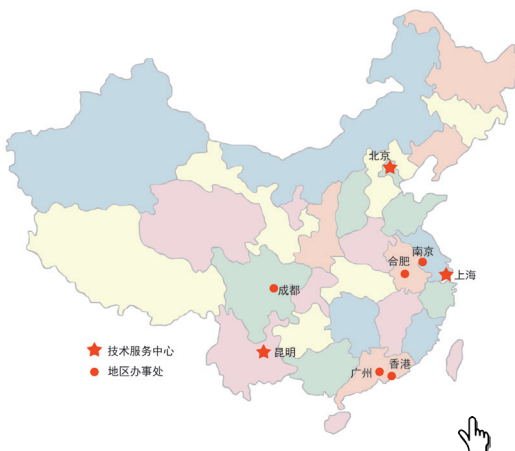 北京
南京
合肥
上海
成都
技术服务中心
昆明
地区办事处
香港
广州